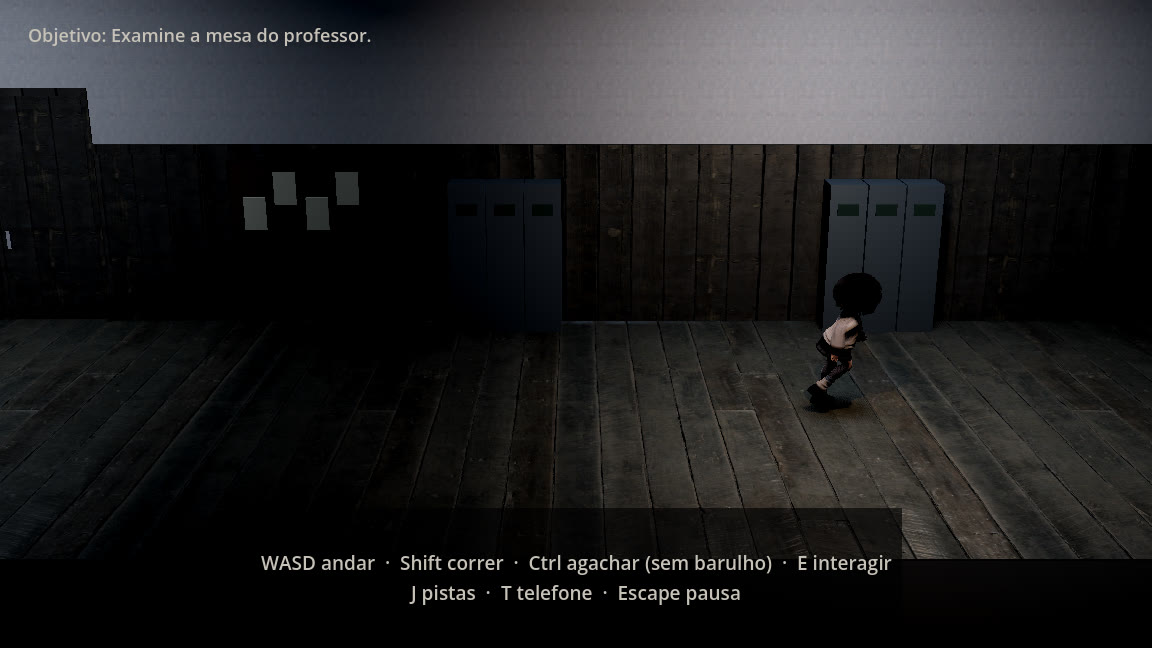 Objetivo: Examine a mesa do professor.
WASD andar · Shift correr · Ctrl agachar (sem barulho) · E interagir
J pistas · T telefone · Escape pausa